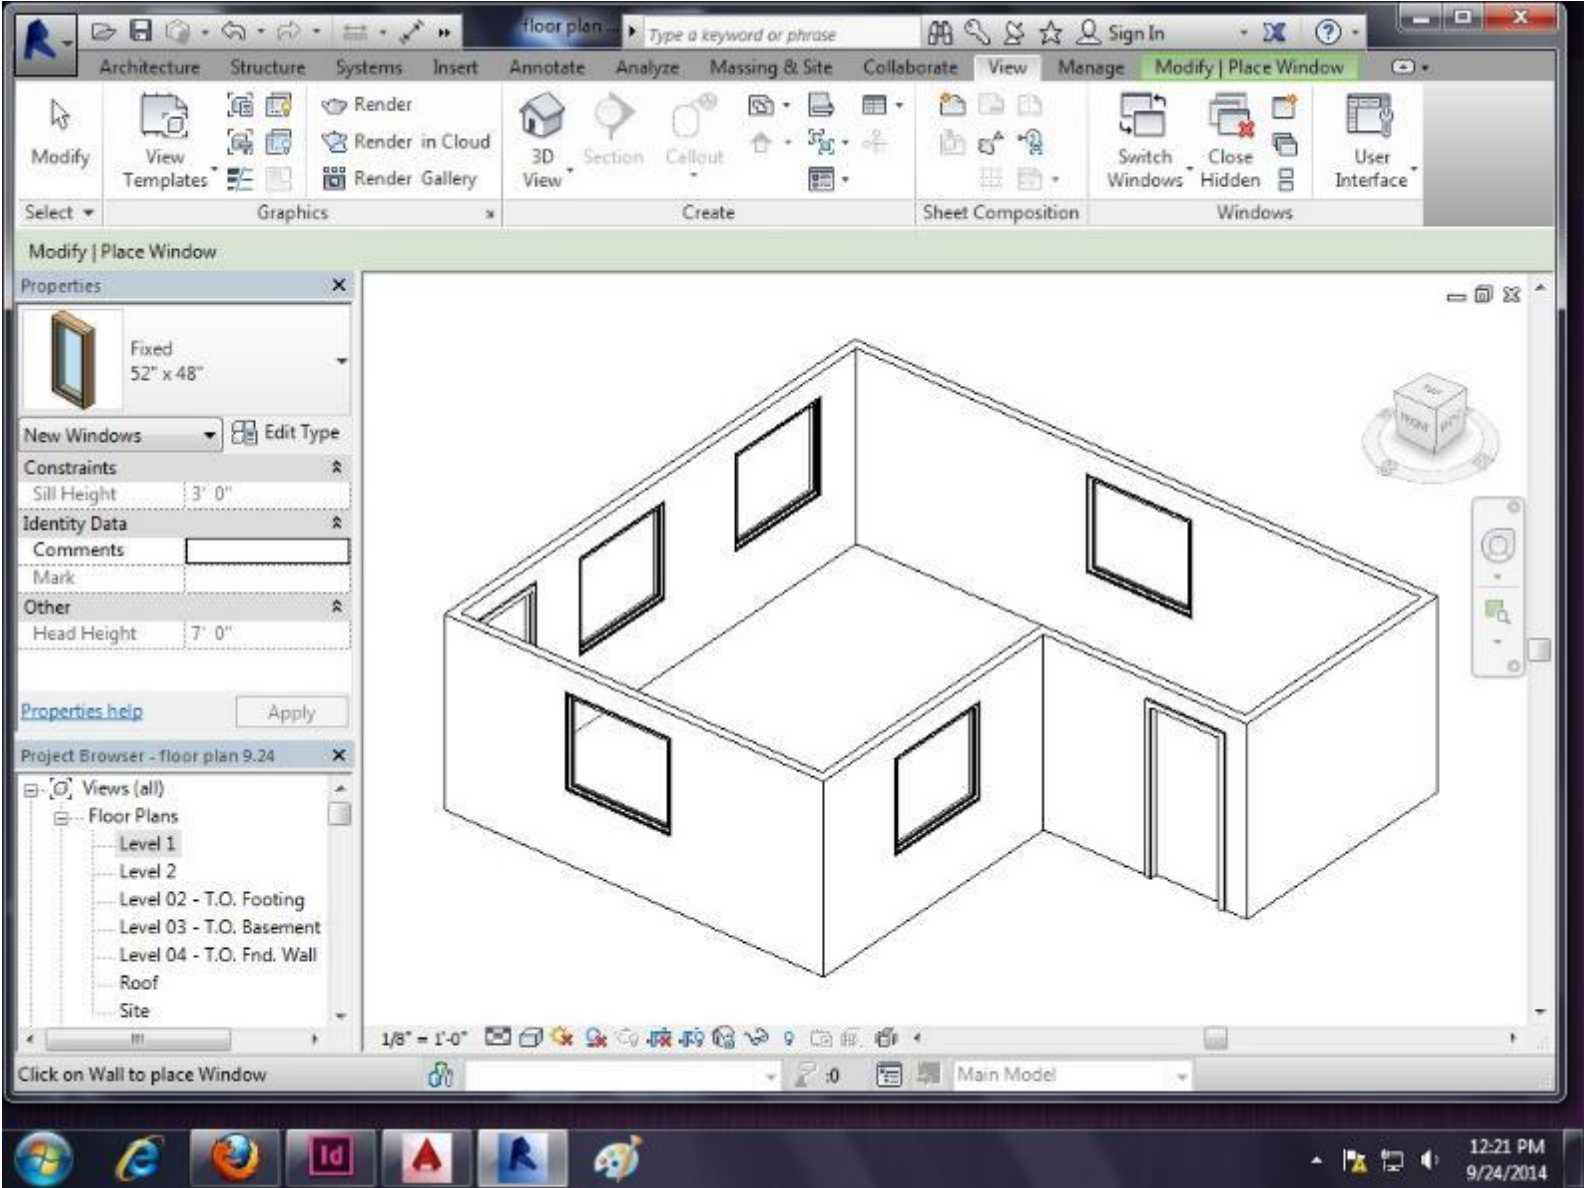 floor plan ...
Type a keyword or phrase
Sign In
Architecture Structure Systems Insert Annotate Analyze Massing & Site Collaborate View Manage Modify | Place Window
Modify
View
Templates
Render
Render in Cloud
Render Gallery
3D
View
Section
Callout
Switch
Windows
Close
Hidden
User
Interface
Select Graphics Create Sheet Composition Windows
Modify | Place Window
Properties
Fixed
52" x 48"
New Windows Edit Type
Constraints
Sill Height 3' 0"
Identity Data
Comments
Mark
Other
Head Height 7' 0"
Properties help Apply
Project Browser - floor plan 9.24
Views (all)
Floor Plans
Level 1
Level 2
Level 02 - T.O. Footing
Level 03 - T.O. Basement
Level 04 - T.O. Fnd. Wall
Roof
Site
FRONT
1/8" = 1'-0"
Click on Wall to place Window :0 Main Model
Id
12:21 PM
9/24/2014